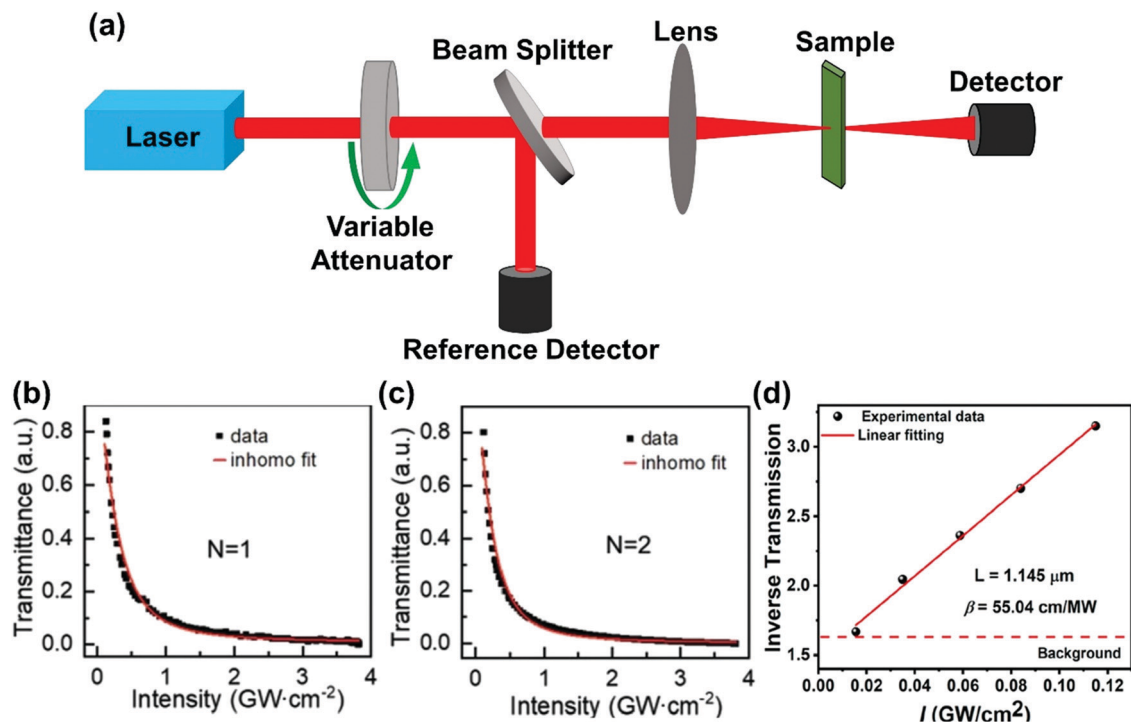 (a)
Laser
Variable
Attenuator
Beam Splitter
Reference Detector
Lens
Sample
Detector
(b)
Transmittance (a.u.)
0.8
0.6
0.4
0.2
0.0
data
inhomo fit
N=1
0 1 2 3 4
Intensity (GW·cm⁻²)
(c)
Transmittance (a.u.)
0.8
0.6
0.4
0.2
0.0
data
inhomo fit
N=2
0 1 2 3 4
Intensity (GW·cm⁻²)
(d)
Inverse Transmission
3.0
2.5
2.0
1.5
Experimental data
Linear fitting
L = 1.145 μm
β = 55.04 cm/MW
Background
0.00 0.02 0.04 0.06 0.08 0.10 0.12
I (GW/cm²)